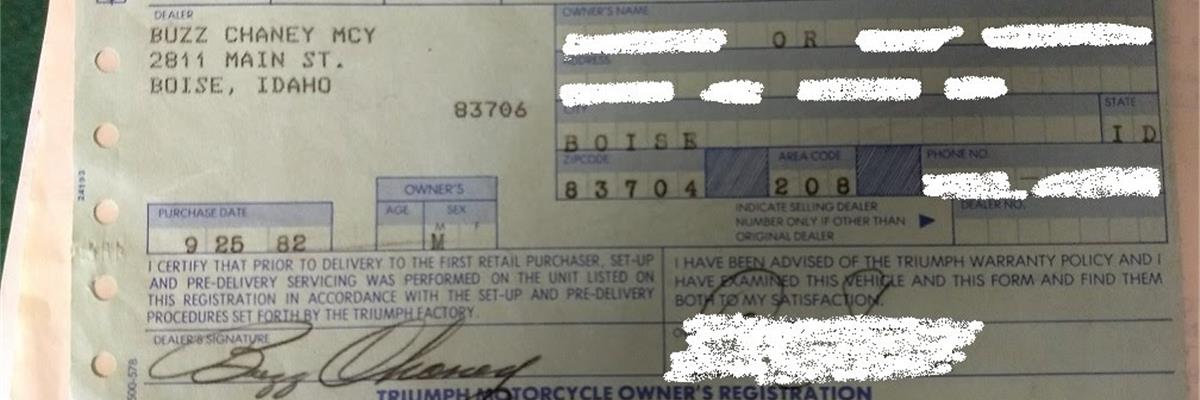 DEALER
BUZZ CHANEY MCY
2811 MAIN ST.
BOISE, IDAHO
83706
OWNER'S NAME
OR
ADDRESS
CITY
STATE
BOISE
ID
ZIPCODE
AREA CODE
PHONE NO.
83704
208
INDICATE SELLING DEALER
NUMBER ONLY IF OTHER THAN
ORIGINAL DEALER
DEALER NO.
OWNER'S
AGE
SEX
M F
M
PURCHASE DATE
9 25 82
24193
I CERTIFY THAT PRIOR TO DELIVERY TO THE FIRST RETAIL PURCHASER, SET-UP
AND PRE-DELIVERY SERVICING WAS PERFORMED ON THE UNIT LISTED ON
THIS REGISTRATION IN ACCORDANCE WITH THE SET-UP AND PRE-DELIVERY
PROCEDURES SET FORTH BY THE TRIUMPH FACTORY.
I HAVE BEEN ADVISED OF THE TRIUMPH WARRANTY POLICY AND I
HAVE EXAMINED THIS VEHICLE AND THIS FORM AND FIND THEM
BOTH TO MY SATISFACTION.
DEALER'S SIGNATURE
Buzz Chaney
500-578
TRIUMPH MOTORCYCLE OWNER'S REGISTRATION